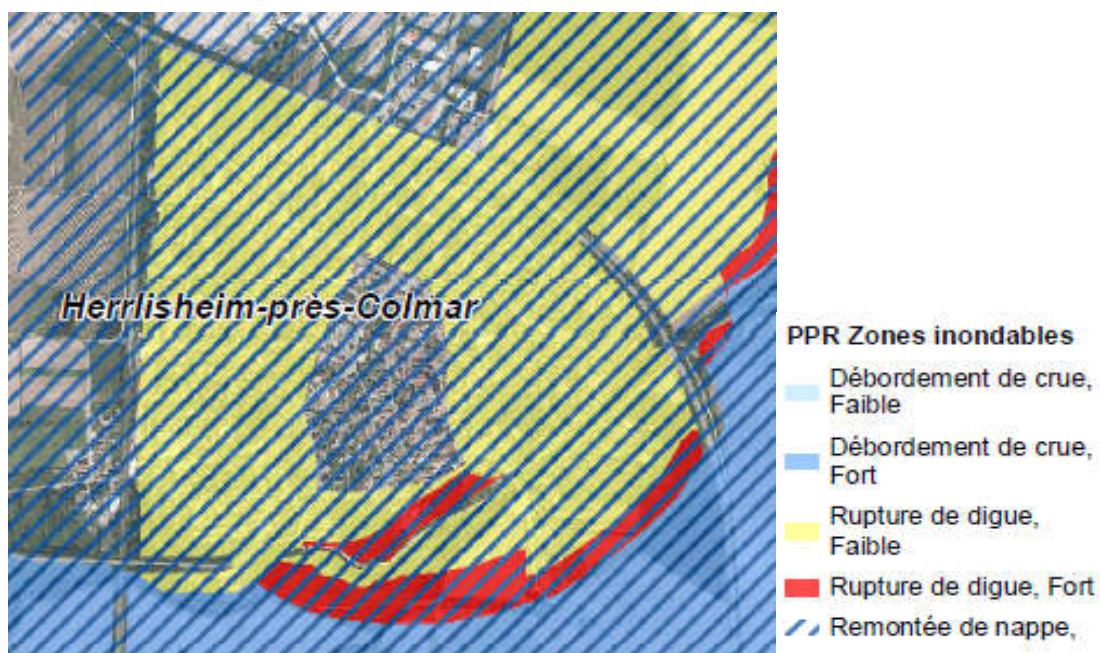 Herrlisheim-près-Colmar
PPR Zones inondables
Débordement de crue,
Faible
Débordement de crue,
Fort
Rupture de digue,
Faible
Rupture de digue, Fort
Remontée de nappe,